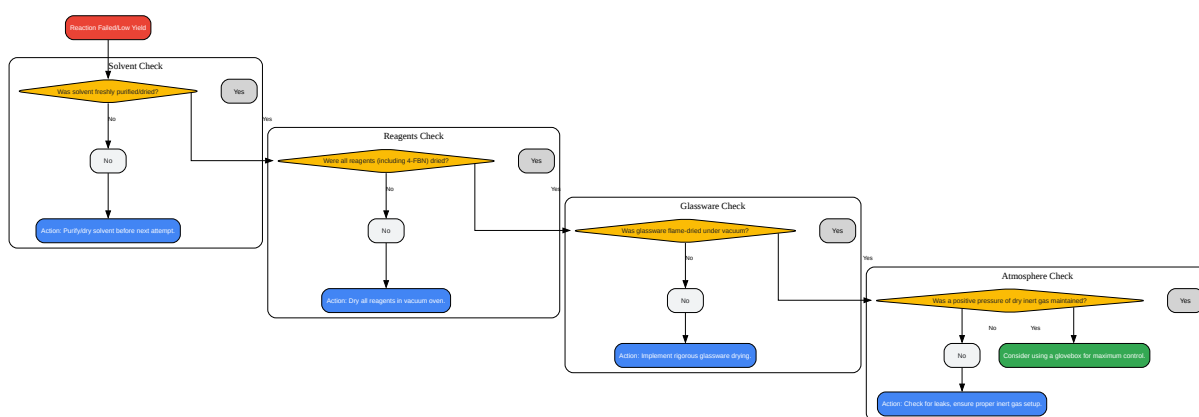 Reaction Failed/Low Yield
Solvent Check
Was solvent freshly purified/dried?
Yes
No
Yes
No
Action: Purify/dry solvent before next attempt.
Reagents Check
Were all reagents (including 4-FBN) dried?
Yes
No
Yes
No
Action: Dry all reagents in vacuum oven.
Glassware Check
Was glassware flame-dried under vacuum?
Yes
No
Yes
No
Action: Implement rigorous glassware drying.
Atmosphere Check
Was a positive pressure of dry inert gas maintained?
Yes
No
Yes
No
Consider using a glovebox for maximum control.
Action: Check for leaks, ensure proper inert gas setup.